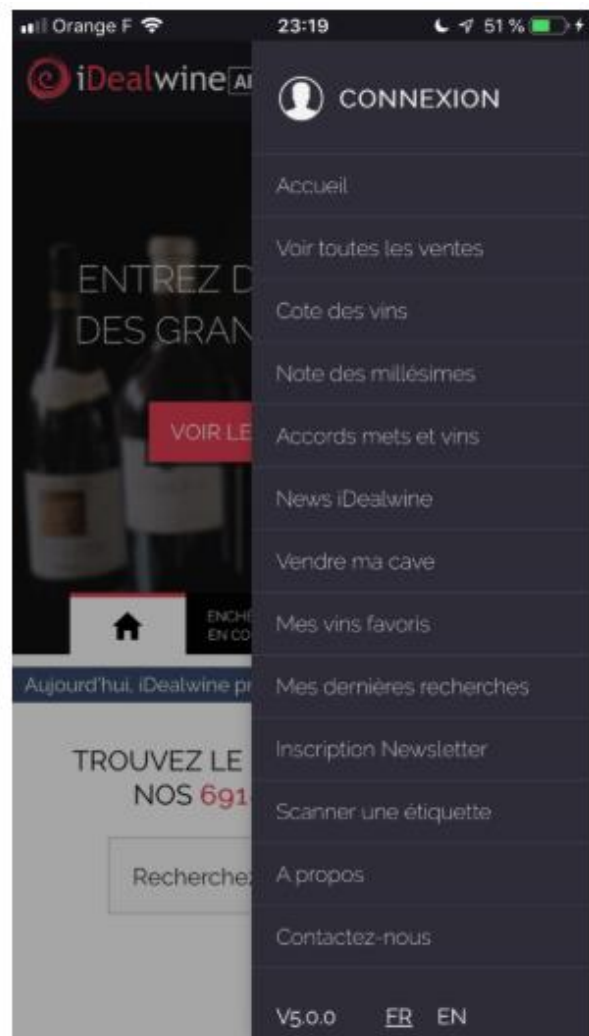 Orange F 23:19 51 %
iDealwine
CONNEXION
Accueil
Voir toutes les ventes
Cote des vins
Note des millésimes
Accords mets et vins
News iDealwine
Vendre ma cave
Mes vins favoris
Mes dernières recherches
Inscription Newsletter
Scanner une étiquette
A propos
Contactez-nous
V5.0.0 FR EN
ENTREZ D
DES GRAN
VOIR LE
ENCHÈ
EN CO
Aujourd'hui, iDealwine pr
TROUVEZ LE
NOS 691
Recherchez